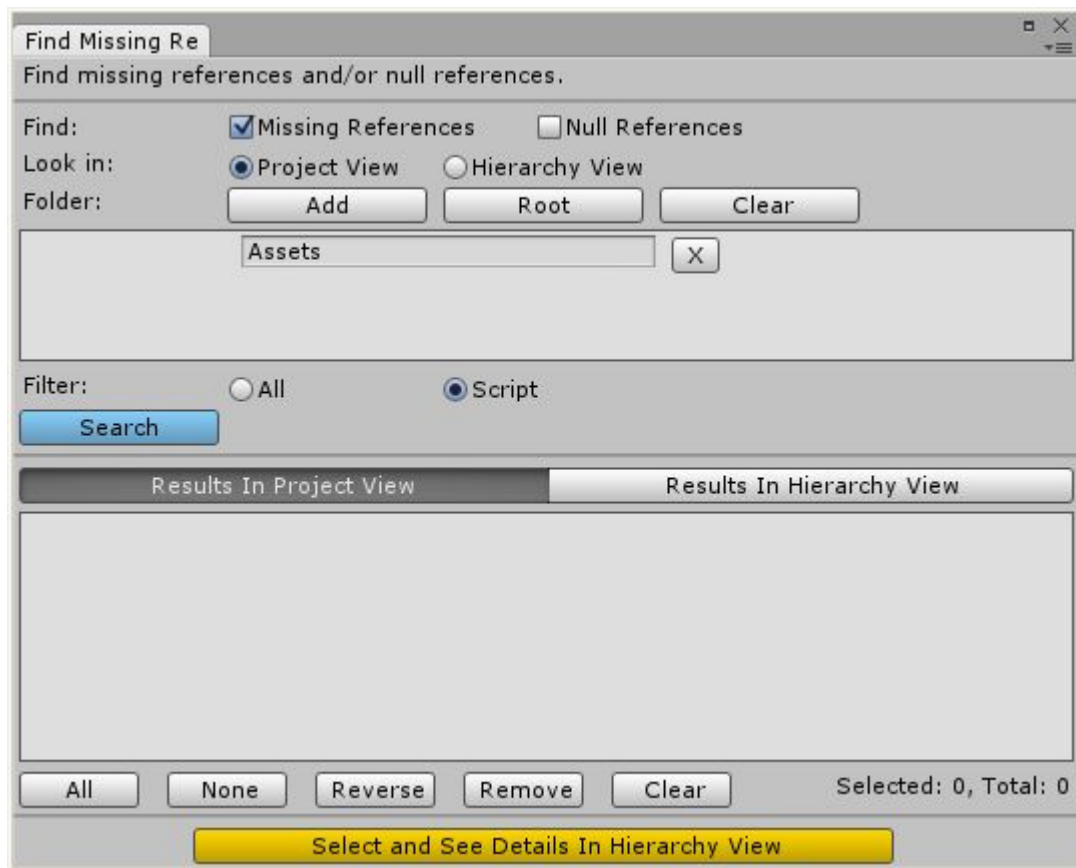 Find Missing Re
Find missing references and/or null references.
Find: Missing References Null References
Look in: Project View Hierarchy View
Folder: Add Root Clear
Assets X
Filter: All Script
Search
Results In Project View Results In Hierarchy View
All None Reverse Remove Clear Selected: 0, Total: 0
Select and See Details In Hierarchy View